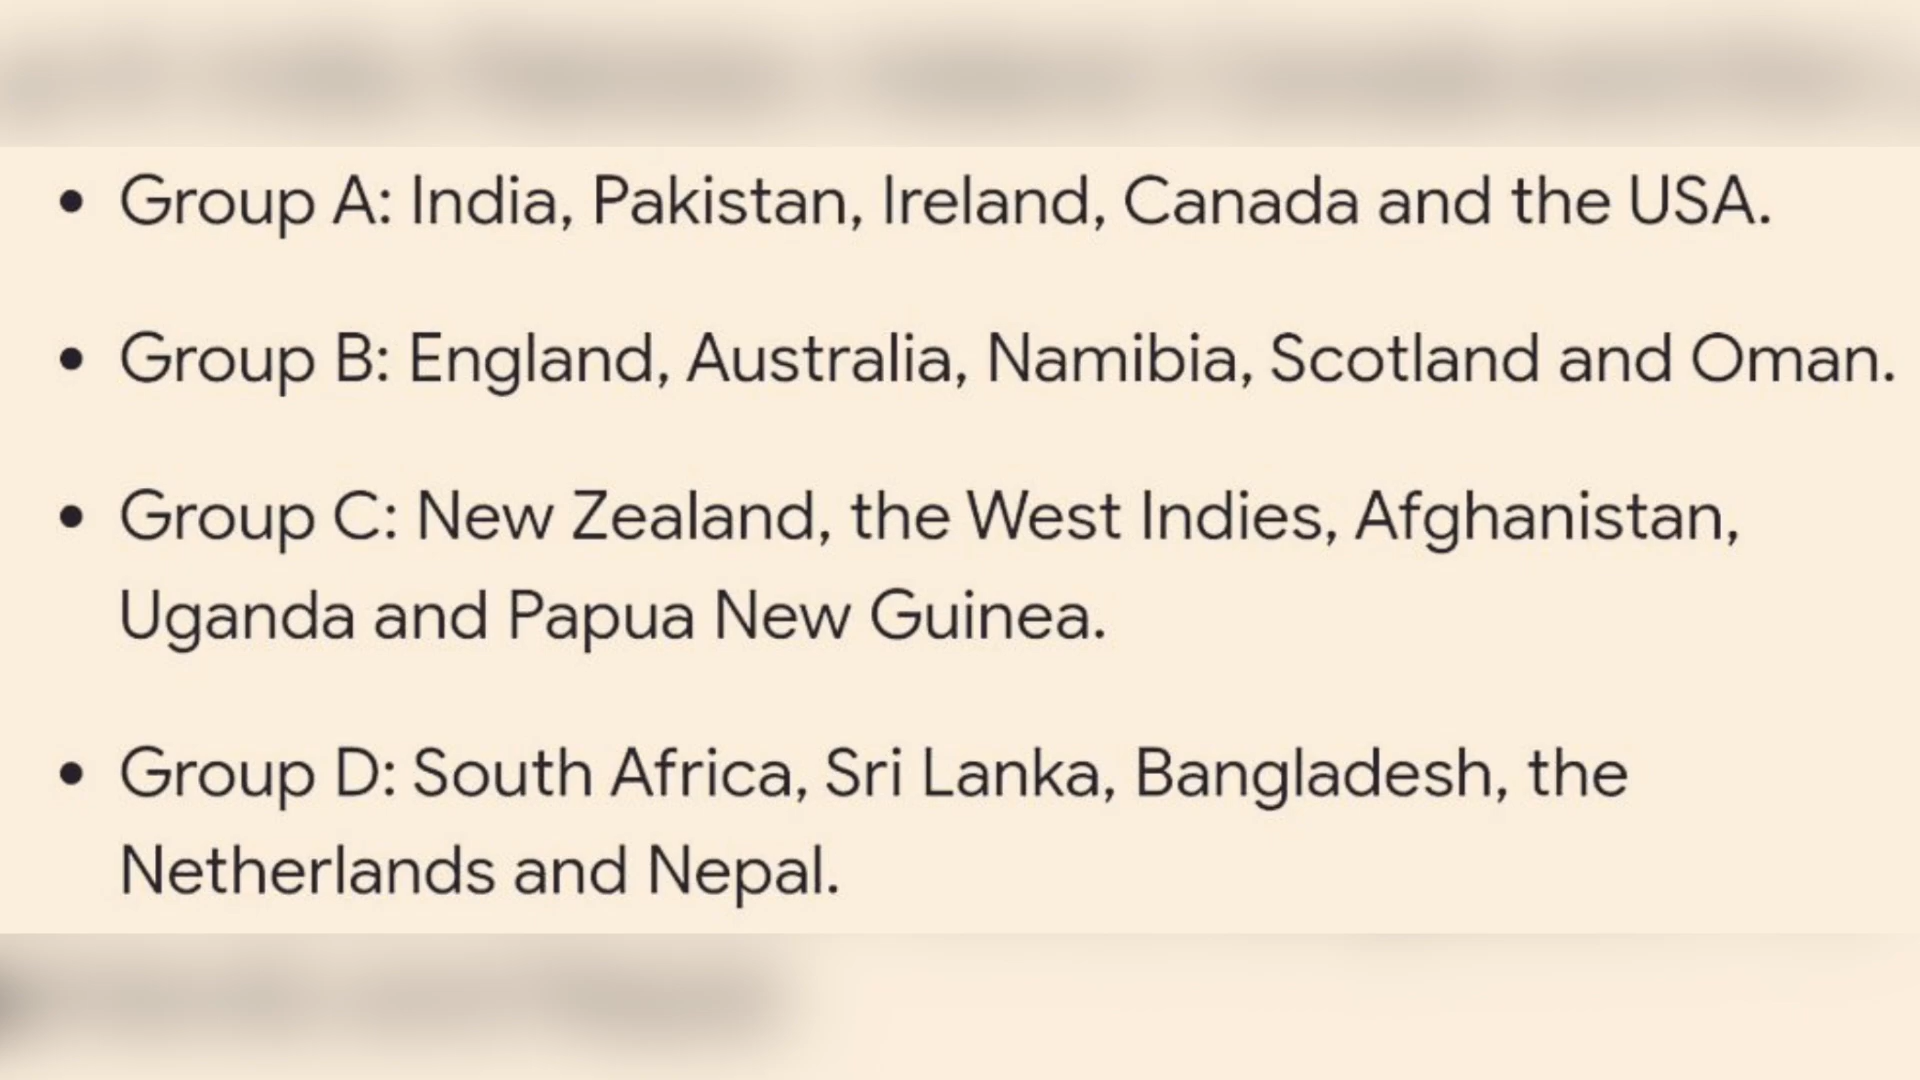 • Group A: India, Pakistan, Ireland, Canada and the USA.
• Group B: England, Australia, Namibia, Scotland and Oman.
• Group C: New Zealand, the West Indies, Afghanistan,
Uganda and Papua New Guinea.
• Group D: South Africa, Sri Lanka, Bangladesh, the
Netherlands and Nepal.